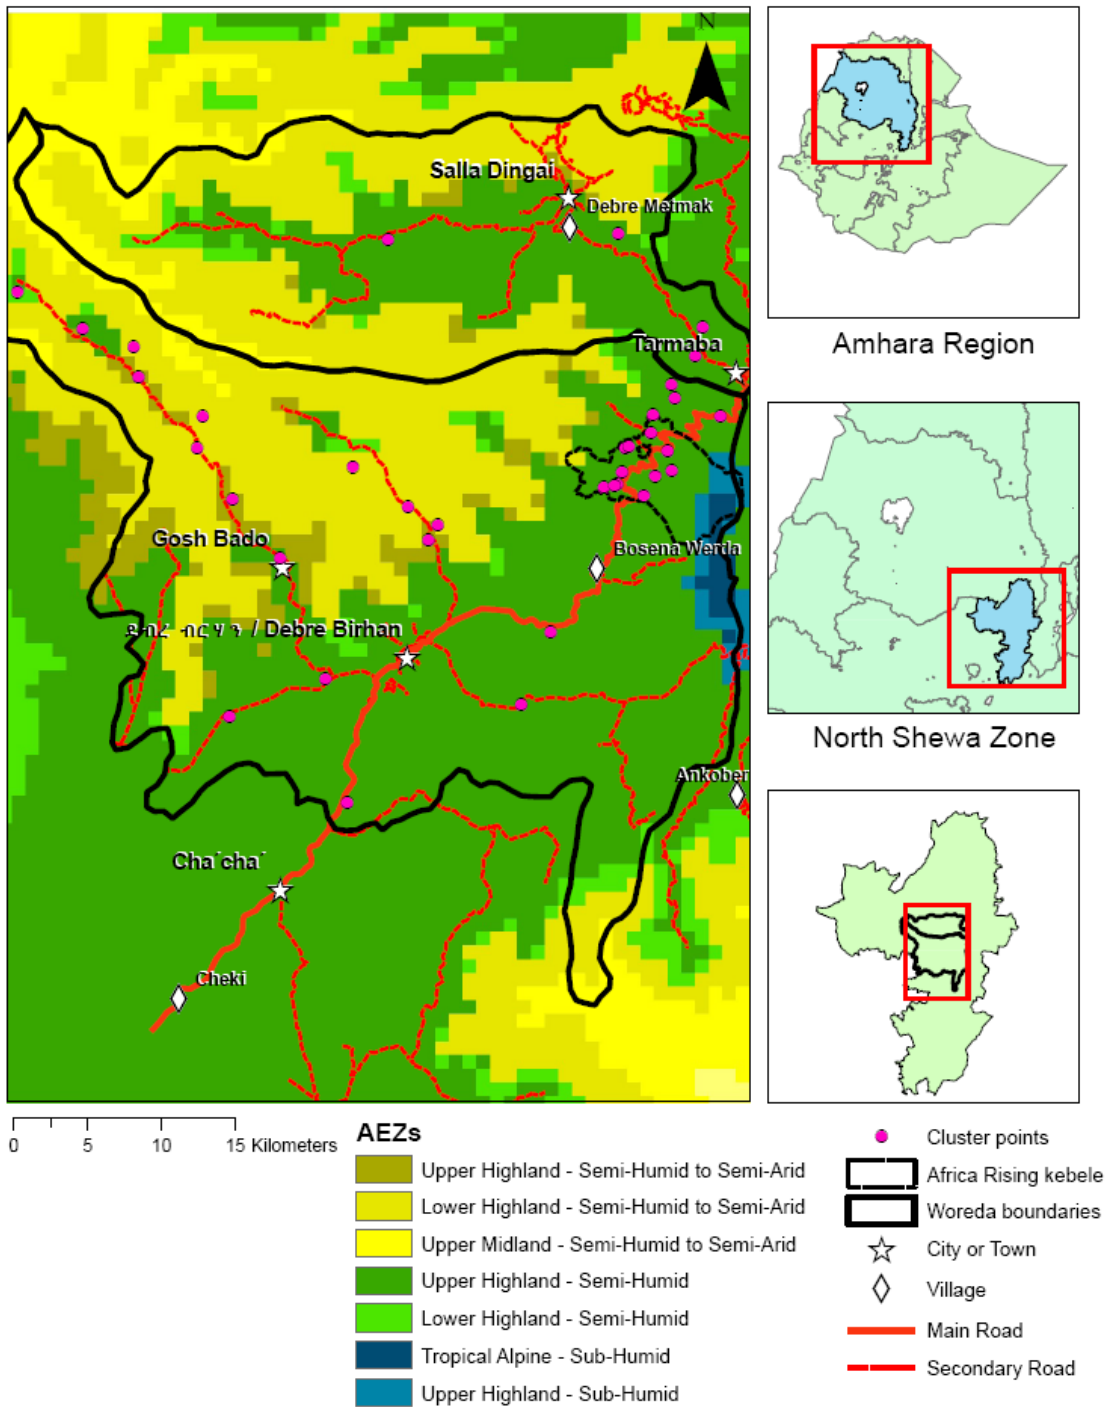 N
Salla Dingai
Debre Metmak
Tarmaba
Gosh Bado
Bosena Werda
ደብረ ብርሃን / Debre Birhan
Ankober
Cha´cha´
Cheki
Amhara Region
North Shewa Zone
0 5 10 15 Kilometers
AEZs
Upper Highland - Semi-Humid to Semi-Arid
Lower Highland - Semi-Humid to Semi-Arid
Upper Midland - Semi-Humid to Semi-Arid
Upper Highland - Semi-Humid
Lower Highland - Semi-Humid
Tropical Alpine - Sub-Humid
Upper Highland - Sub-Humid
Cluster points
Africa Rising kebele
Woreda boundaries
City or Town
Village
Main Road
Secondary Road